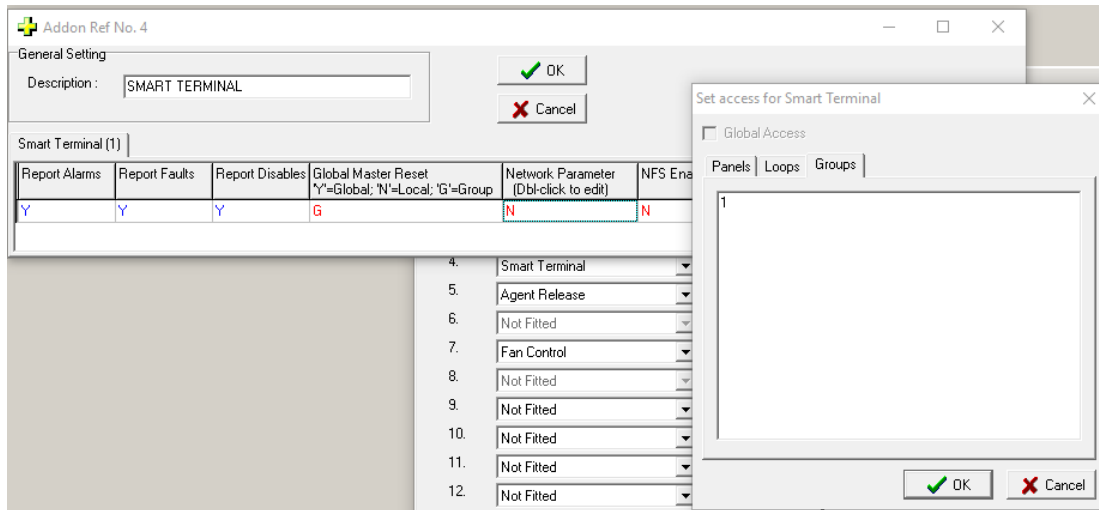 Addon Ref No. 4
General Setting
Description :
SMART TERMINAL
OK
Cancel
Smart Terminal (1)
Report Alarms
Report Faults
Report Disables
Global Master Reset
'Y'=Global; 'N'=Local; 'G'=Group
Network Parameter
(Dbl-click to edit)
NFS Ena
Y
Y
Y
G
N
N
4.
Smart Terminal
5.
Agent Release
6.
Not Fitted
7.
Fan Control
8.
Not Fitted
9.
Not Fitted
10.
Not Fitted
11.
Not Fitted
12.
Not Fitted
Set access for Smart Terminal
Global Access
Panels
Loops
Groups
1
OK
Cancel